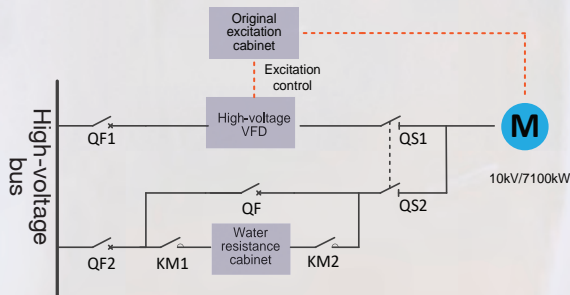 Original
excitation
cabinet
Excitation
control
High-voltage
VFD
QF1
QS1
M
10kV/7100kW
High-voltage
bus
QF
QS2
Water
resistance
cabinet
QF2
KM1
KM2